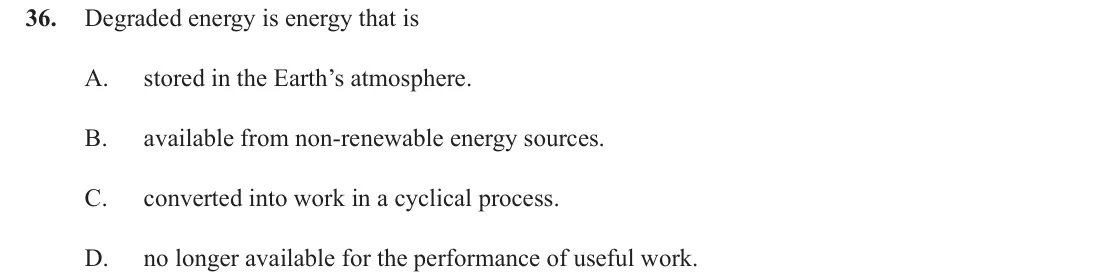 36. Degraded energy is energy that is
A. stored in the Earth’s atmosphere.
B. available from non-renewable energy sources.
C. converted into work in a cyclical process.
D. no longer available for the performance of useful work.